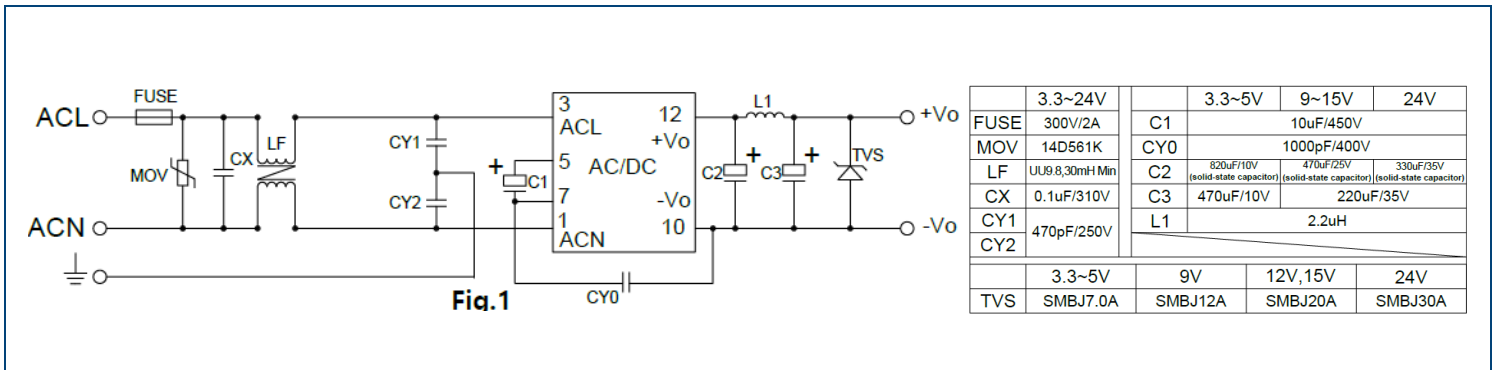 FUSE
ACL
MOV
CX
LF
CY1
CY2
ACN
3
ACL
5
AC/DC
7
1
ACN
12
+Vo
-Vo
10
+
C1
CY0
L1
+
C2
+
C3
TVS
+Vo
-Vo
Fig.1
3.3~24V
FUSE 300V/2A
MOV 14D561K
LF UU9.8,30mH Min
CX 0.1uF/310V
CY1 470pF/250V
CY2
3.3~5V 9~15V 24V
C1 10uF/450V
CY0 1000pF/400V
C2 820uF/10V 470uF/25V 330uF/35V
(solid-state capacitor) (solid-state capacitor) (solid-state capacitor)
C3 470uF/10V 220uF/35V
L1 2.2uH
3.3~5V 9V 12V,15V 24V
TVS SMBJ7.0A SMBJ12A SMBJ20A SMBJ30A